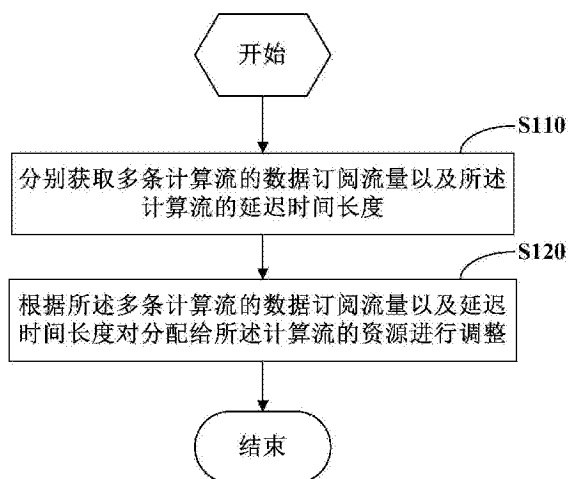 开始
S110
分别获取多条计算流的数据订阅流量以及所述
计算流的延迟时间长度
S120
根据所述多条计算流的数据订阅流量以及延迟
时间长度对分配给所述计算流的资源进行调整
结束